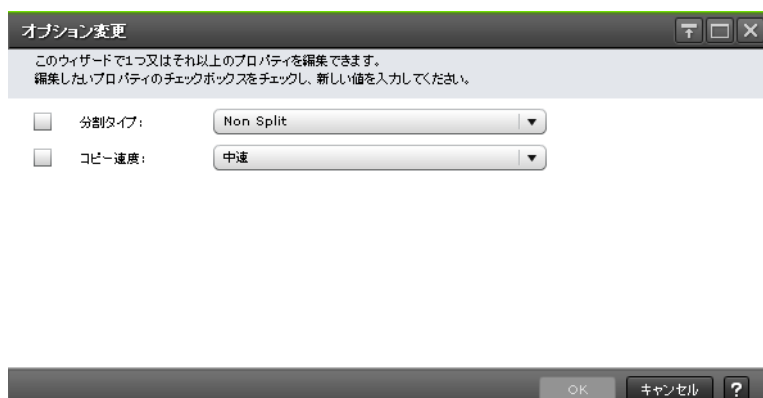 オプション変更
このウィザードで1つ又はそれ以上のプロパティを編集できます。
編集したいプロパティのチェックボックスをチェックし、新しい値を入力してください。
分割タイプ: Non Split
コピー速度: 中速
OK キャンセル ?